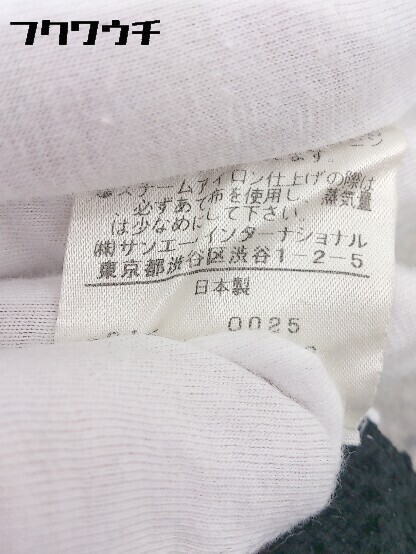 フクワウチ
ます。
スチームアイロン仕上げの際は
必ずあて布を使用し、蒸気量
は少なめにして下さい。
(株)サンエーインターナショナル
東京都渋谷区渋谷1-2-5
日本製
0025